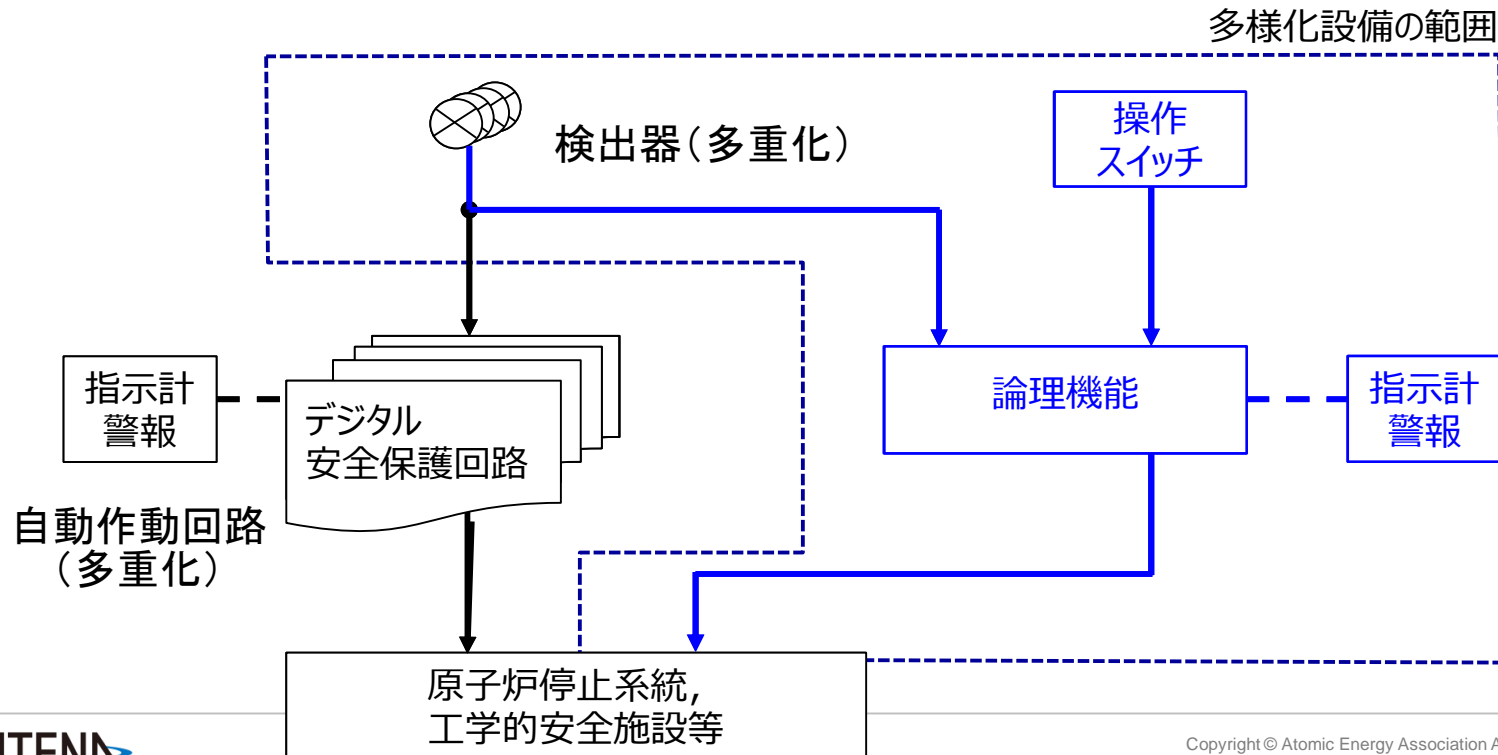 多様化設備の範囲
検出器（多重化）
操作
スイッチ
指示計
警報
デジタル
安全保護回路
論理機能
指示計
警報
自動作動回路
（多重化）
原子炉停止系統,
工学的安全施設等
Copyright © Atomic Energy Association